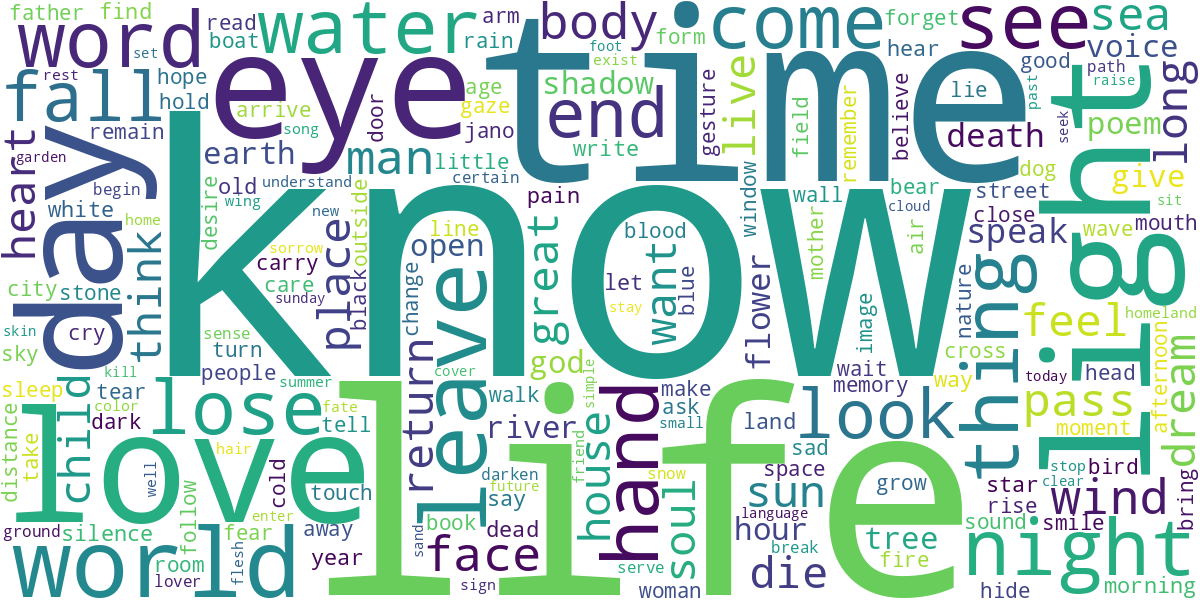 father find read arm body come see forget sea
word boat water rain foot form hear voice
set exist good path
rest hope eye time shadow live lie raise
fall hold arrive age gaze gesture believe past long
song door jano end write field remember death seek poem
day remain earth man little window dog light give
heart garden begin old understand certain pain wall bear street sit
white desire wing outside mother cloud close mouth
home new line great blood air speak wave
think know sorrow place open want flower nature
city stone carry change let blue image thing feel homeland
skin cry care sunday black leave stay
sky sense return god cross dream
kill turn cover simple wait way today head
sleep tear people summer walk make memory afternoon
child color lose fate ask small look pass
distance dark tell river land moment
take love hair life house hand sad
well cold touch darken friend snow space stop bird
follow future say soul sun grow star clear bring
ground silence enter away book language rise wind
fear sand dead hour sound smile
world room flesh year face break tree night
lover sign serve woman die fire hide morning